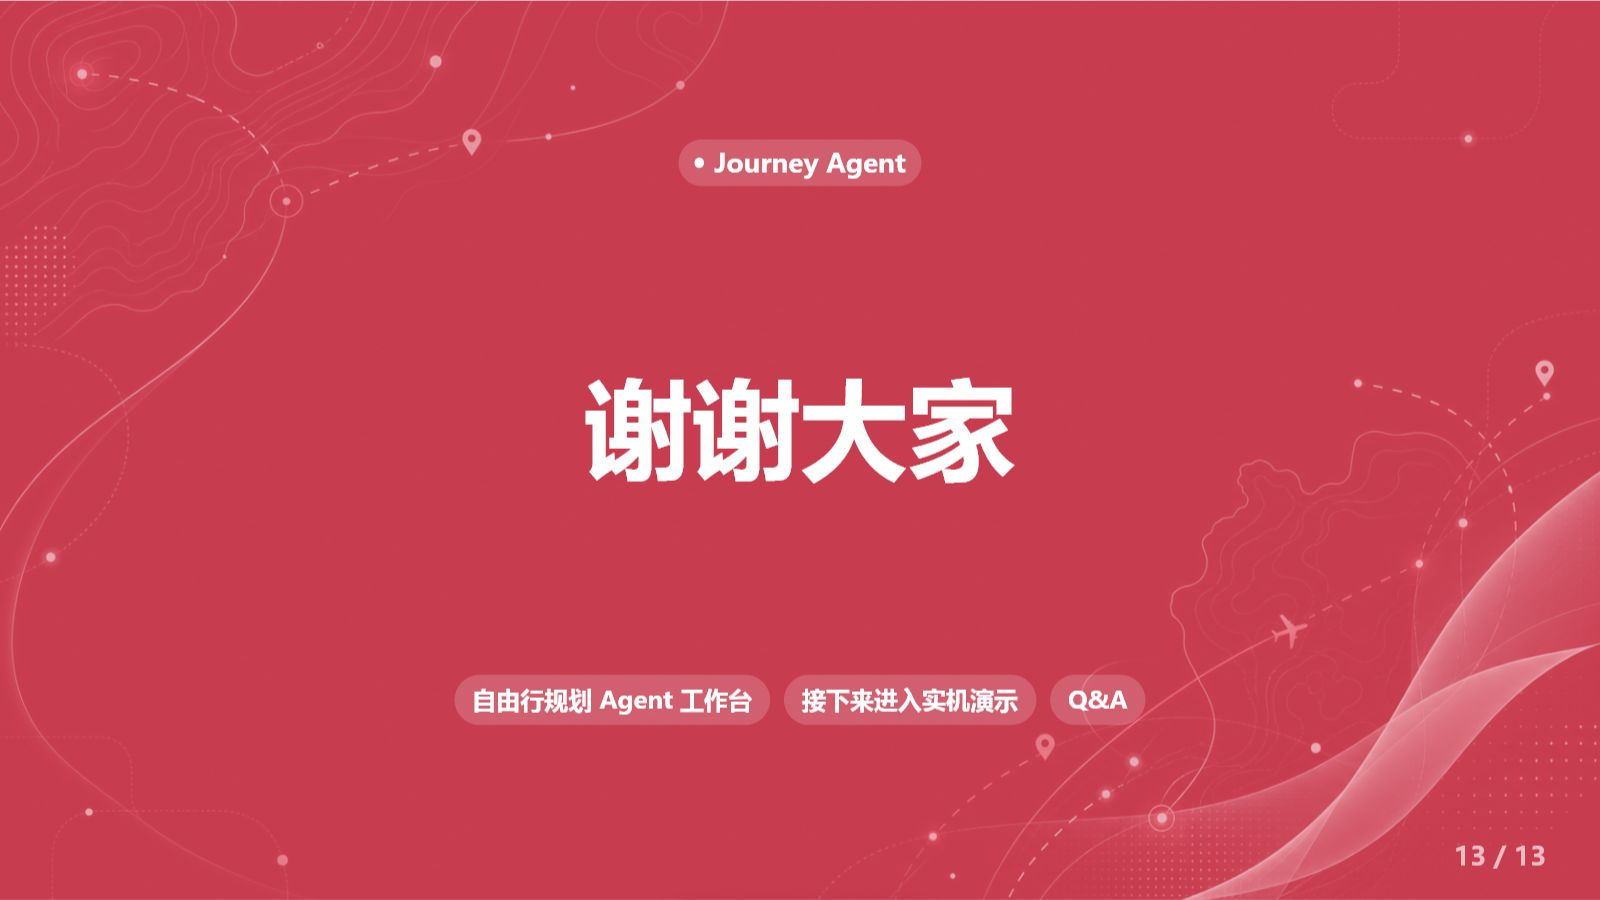 • Journey Agent
谢谢大家
自由行规划 Agent 工作台
接下来进入实机演示
Q&A
13 / 13